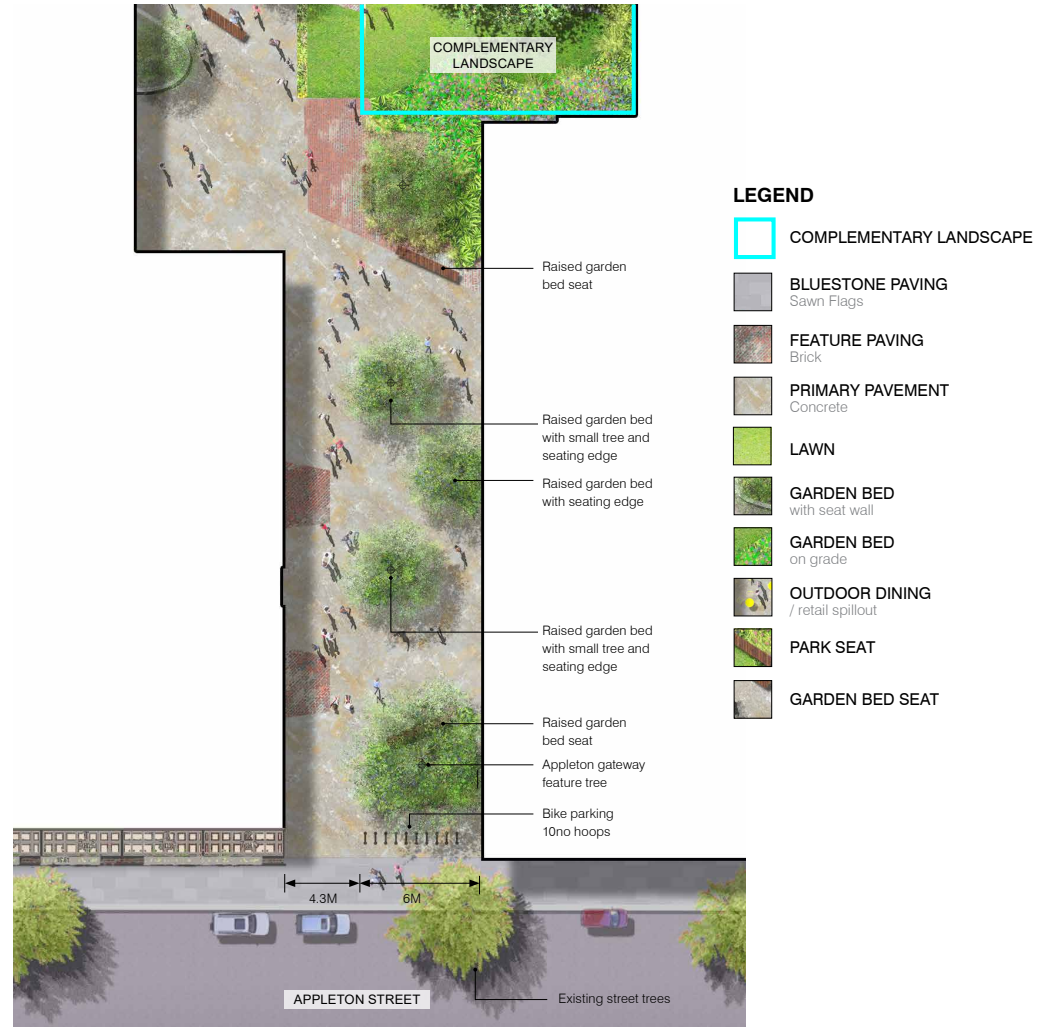 COMPLEMENTARY
LANDSCAPE
Raised garden
bed seat
Raised garden bed
with small tree and
seating edge
Raised garden bed
with seating edge
Raised garden bed
with small tree and
seating edge
Raised garden
bed seat
Appleton gateway
feature tree
Bike parking
10no hoops
4.3M
6M
APPLETON STREET
Existing street trees
LEGEND
COMPLEMENTARY LANDSCAPE
BLUESTONE PAVING
Sawn Flags
FEATURE PAVING
Brick
PRIMARY PAVEMENT
Concrete
LAWN
GARDEN BED
with seat wall
GARDEN BED
on grade
OUTDOOR DINING
/ retail spillout
PARK SEAT
GARDEN BED SEAT